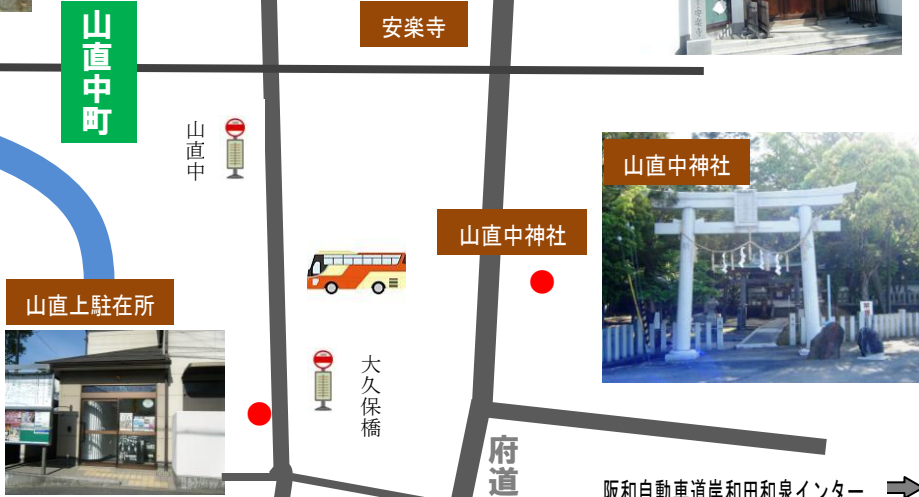 安楽寺
山直中町
山直中
山直中神社
山直中神社
山直上駐在所
大久保橋
府道
阪和自動車道岸和田和泉インター